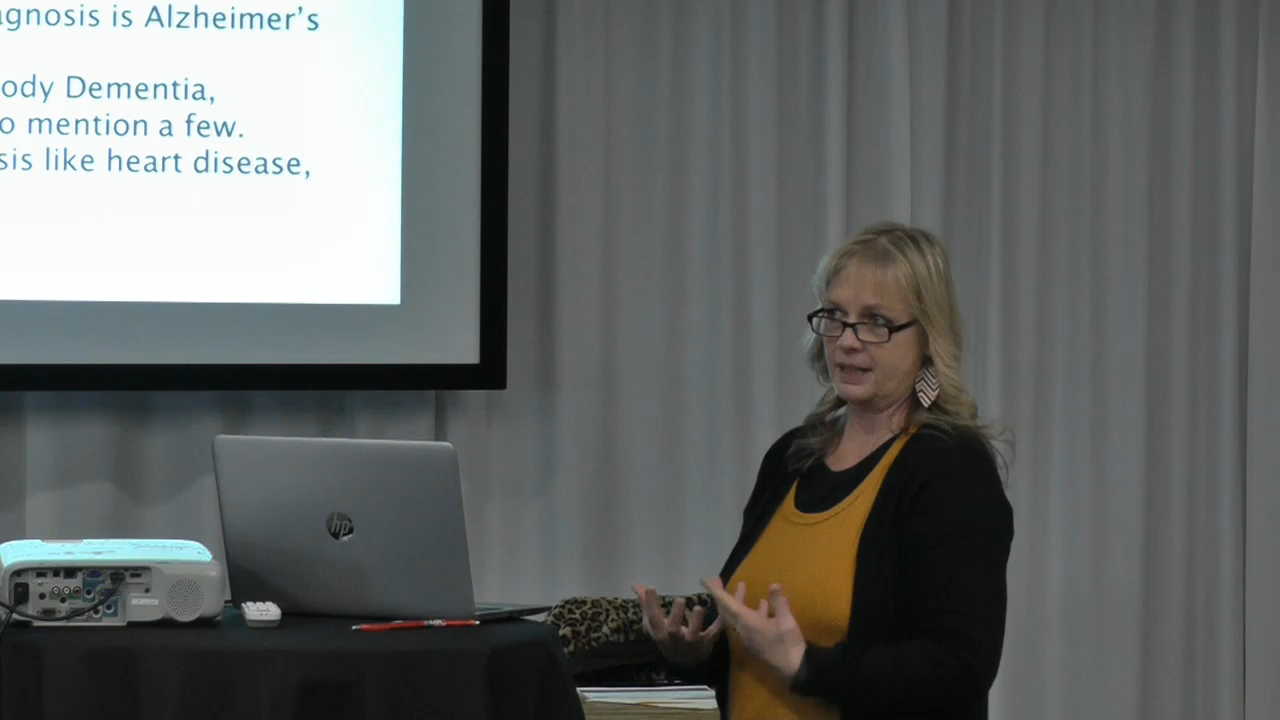 agnosis is Alzheimer's
ody Dementia,
o mention a few.
sis like heart disease,
hp